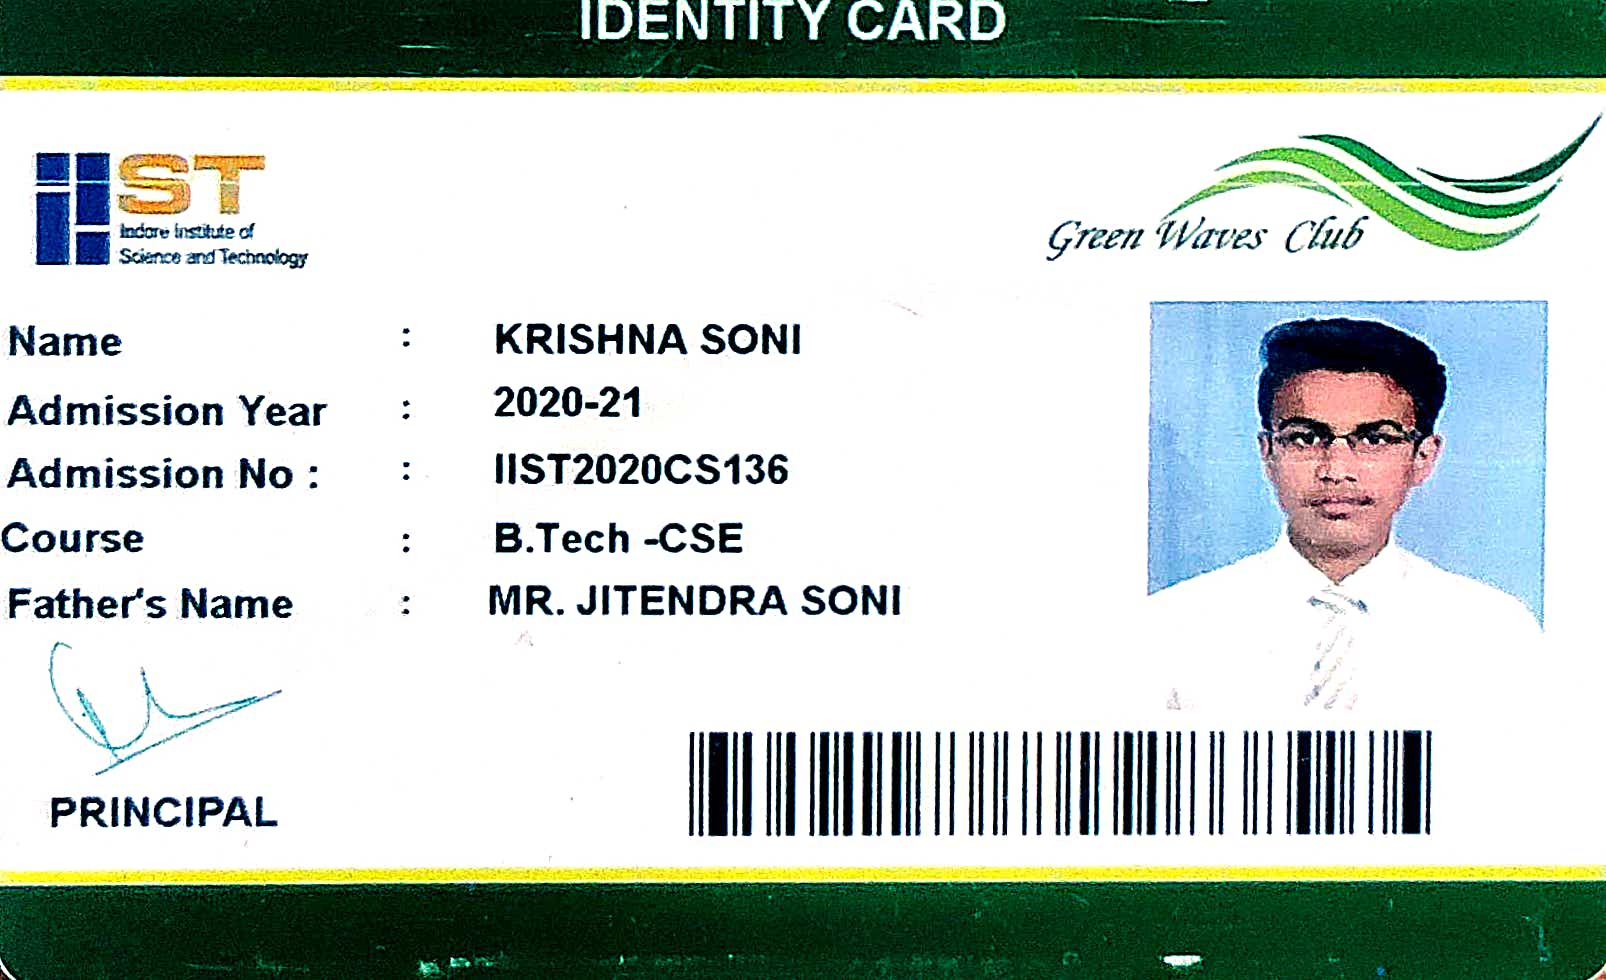 IDENTITY CARD
IIST
Indore Institute of
Science and Technology
Green Waves Club
Name : KRISHNA SONI
Admission Year : 2020-21
Admission No : : IIST2020CS136
Course : B.Tech -CSE
Father's Name : MR. JITENDRA SONI
PRINCIPAL